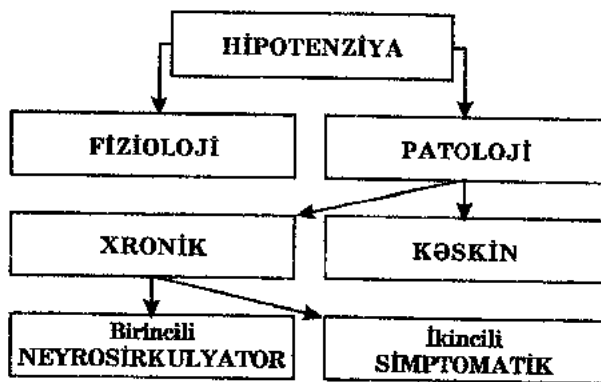 HİPOTENZİYA
FİZİOLOJİ
PATOLOJİ
XRONİK
KƏSKİN
Birincili
NEYROSİRKULYATOR
İkincili
SİMPTOMATİK